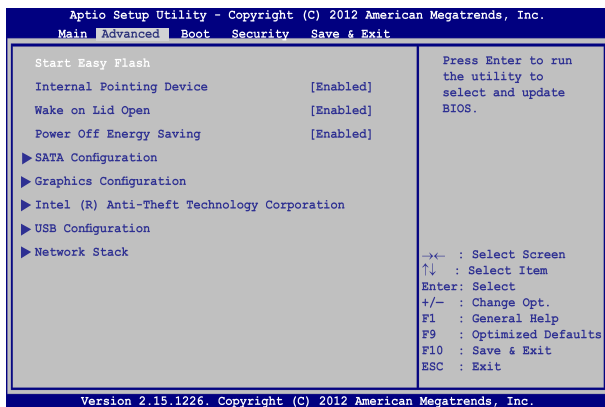 Aptio Setup Utility - Copyright (C) 2012 American Megatrends, Inc.
Main Advanced Boot Security Save & Exit
Start Easy Flash
Internal Pointing Device [Enabled]
Wake on Lid Open [Enabled]
Power Off Energy Saving [Enabled]
SATA Configuration
Graphics Configuration
Intel (R) Anti-Theft Technology Corporation
USB Configuration
Network Stack
Press Enter to run
the utility to
select and update
BIOS.
→← : Select Screen
↑↓ : Select Item
Enter: Select
+/— : Change Opt.
F1 : General Help
F9 : Optimized Defaults
F10 : Save & Exit
ESC : Exit
Version 2.15.1226. Copyright (C) 2012 American Megatrends, Inc.